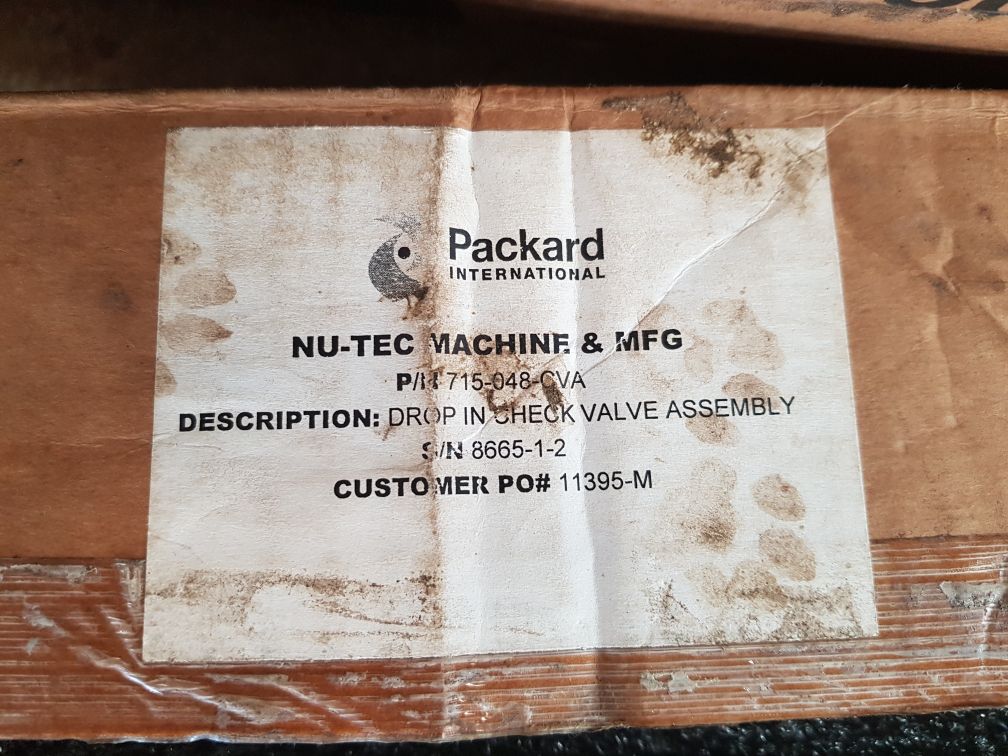 Packard
INTERNATIONAL
NU-TEC MACHINE & MFG
P/N 715-048-CVA
DESCRIPTION: DROP IN CHECK VALVE ASSEMBLY
S/N 8665-1-2
CUSTOMER PO# 11395-M